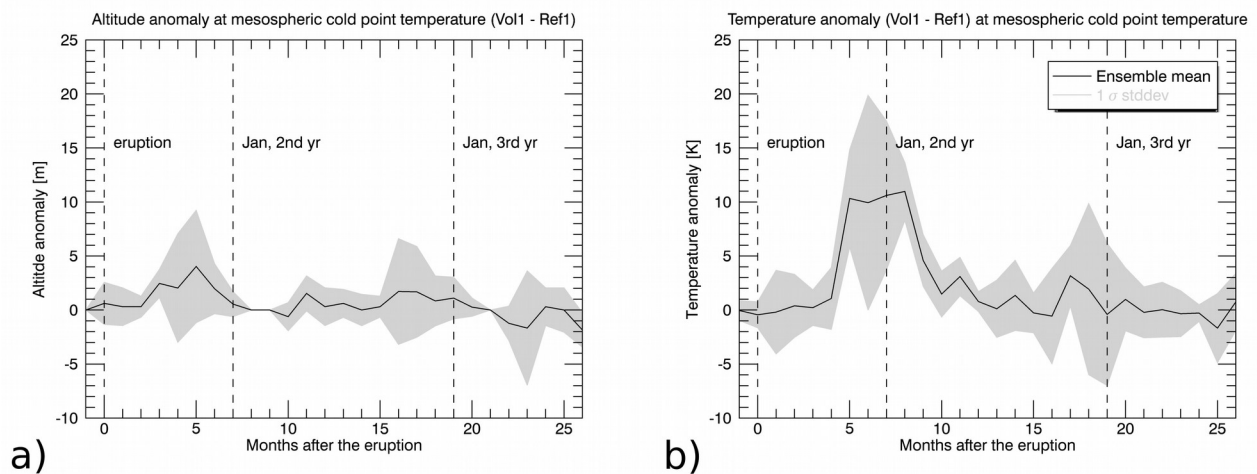 Altitude anomaly at mesospheric cold point temperature (Vol1 - Ref1)
25
20
15
10
5
0
-5
-10
Altitde anomaly [m]
eruption
Jan, 2nd yr
Jan, 3rd yr
0 5 10 15 20 25
Months after the eruption
a)
Temperature anomaly (Vol1 - Ref1) at mesospheric cold point temperature
25
20
15
10
5
0
-5
-10
Temperature anomaly [K]
Ensemble mean
1 σ stddev
eruption
Jan, 2nd yr
Jan, 3rd yr
0 5 10 15 20 25
Months after the eruption
b)